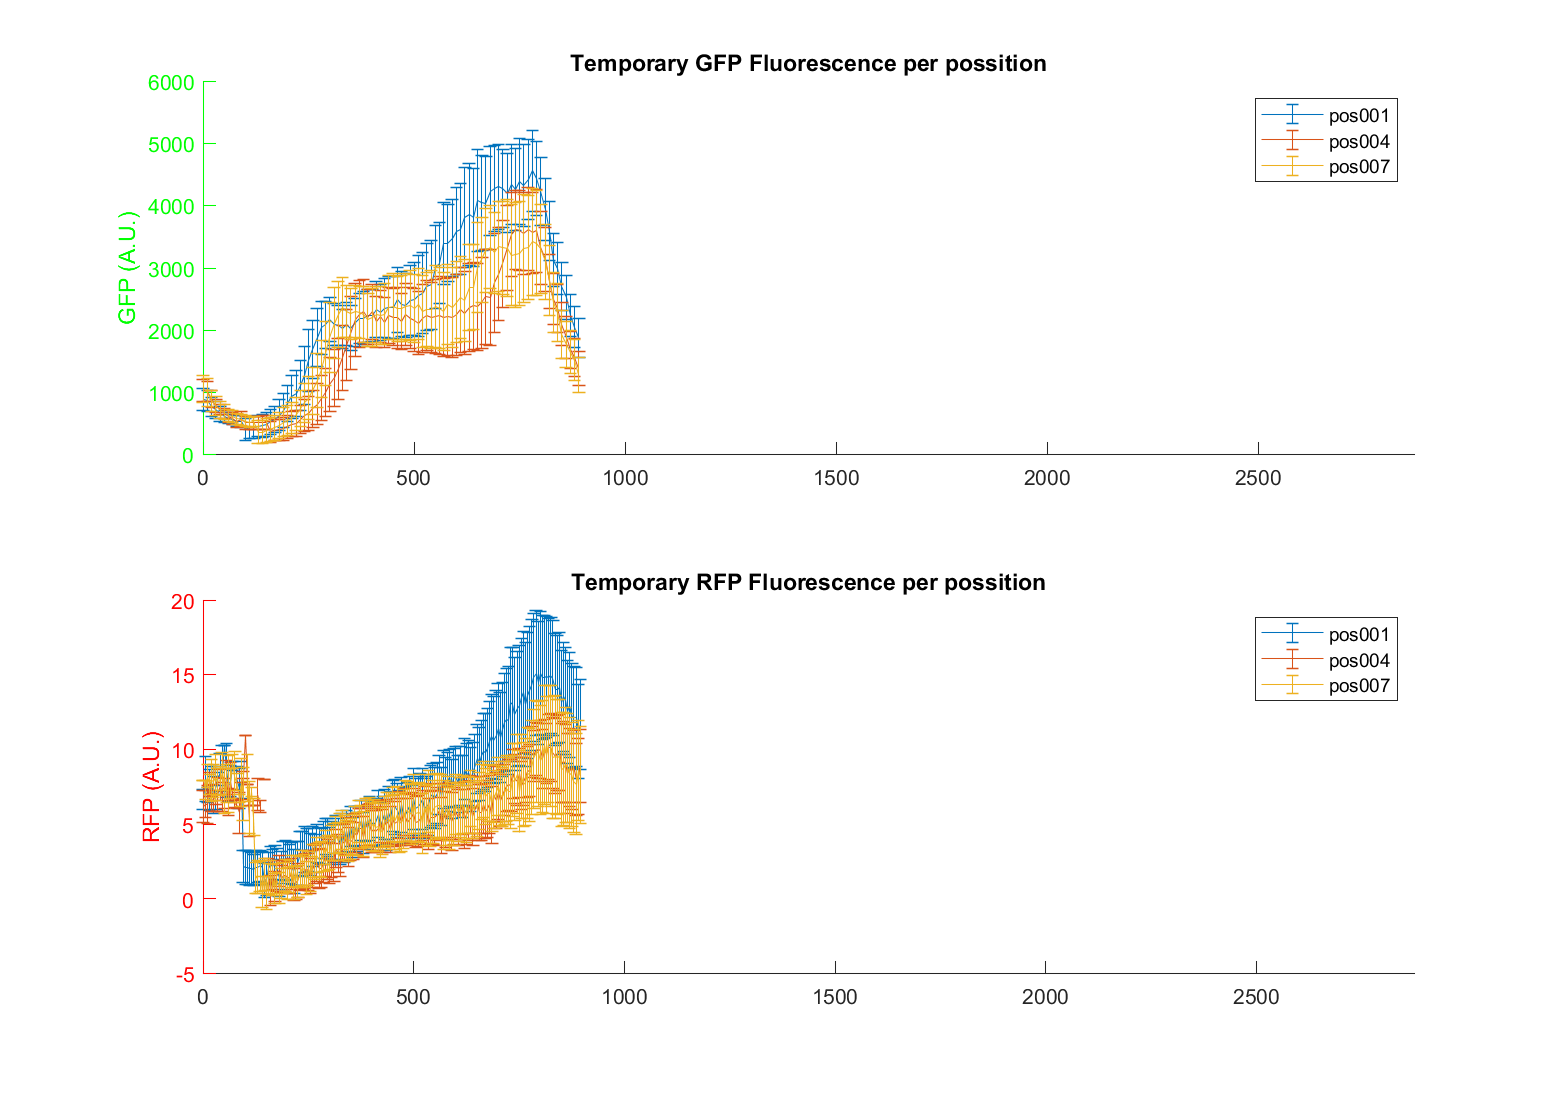 Temporary GFP Fluorescence per possition
6000
5000
4000
3000
2000
1000
0
GFP (A.U.)
0 500 1000 1500 2000 2500
pos001
pos004
pos007
Temporary RFP Fluorescence per possition
20
15
10
5
0
-5
RFP (A.U.)
0 500 1000 1500 2000 2500
pos001
pos004
pos007